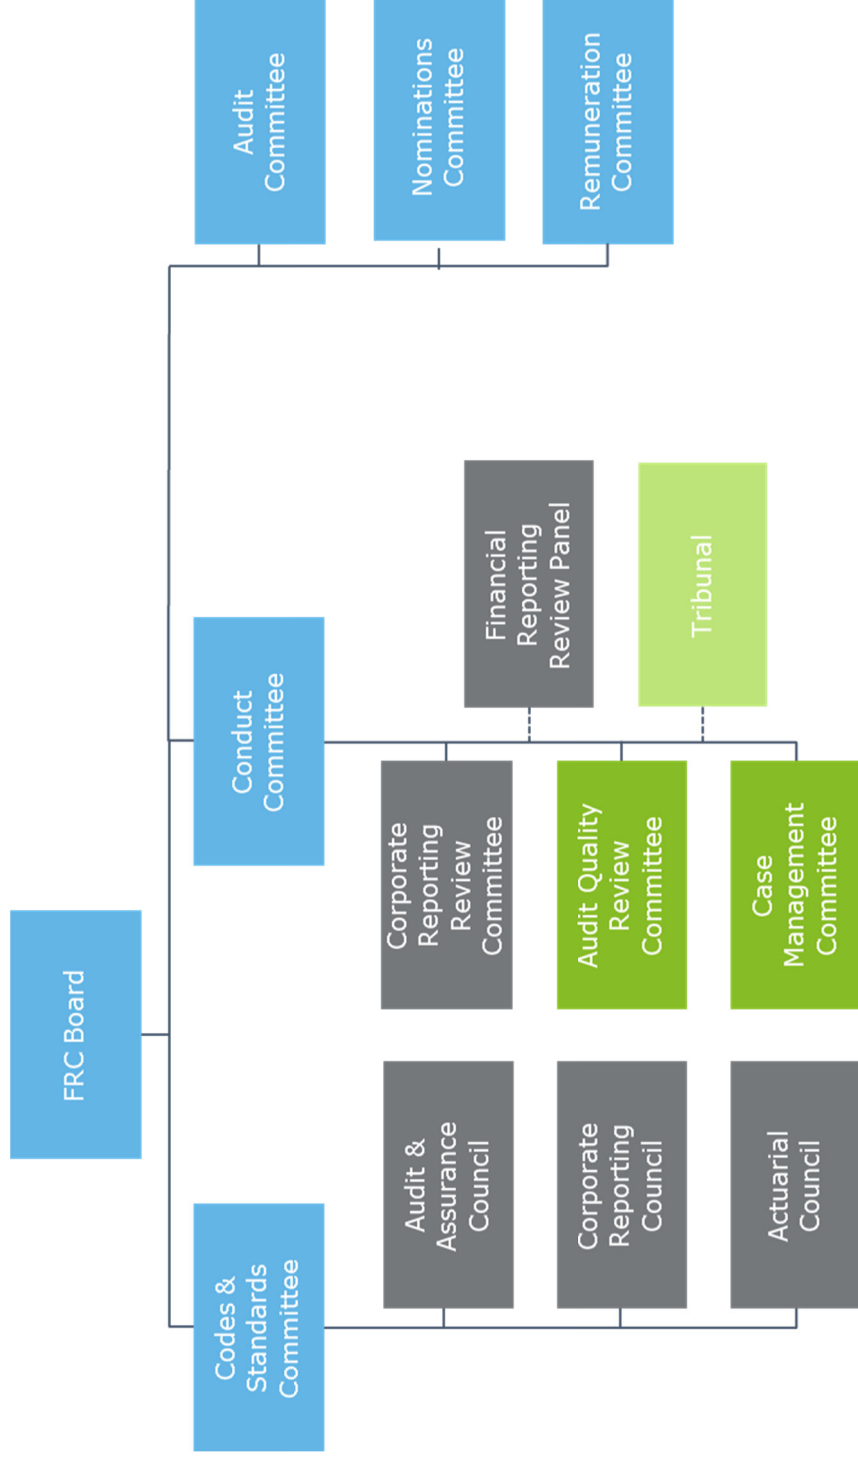 FRC Board
Codes &
Standards
Committee
Conduct
Committee
Audit
Committee
Nominations
Committee
Remuneration
Committee
Audit &
Assurance
Council
Corporate
Reporting
Council
Actuarial
Council
Corporate
Reporting
Review
Committee
Audit Quality
Review
Committee
Case
Management
Committee
Financial
Reporting
Review Panel
Tribunal